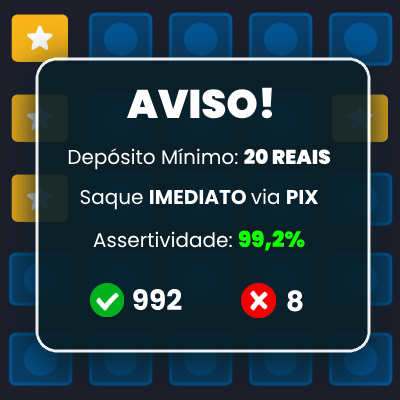 AVISO!
Depósito Mínimo: 20 REAIS
Saque IMEDIATO via PIX
Assertividade: 99,2%
992 8